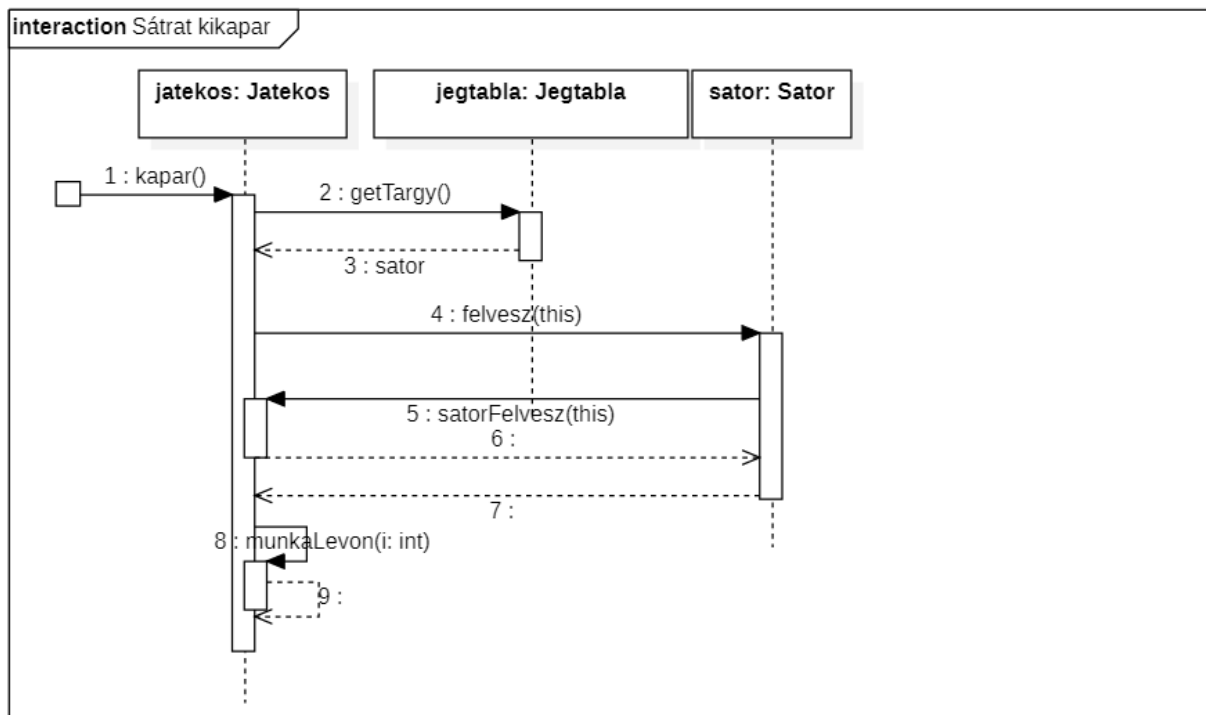 interaction Sátrat kikapar
jatekos: Jatekos
jegtabla: Jegtabla
sator: Sator
1 : kapar()
2 : getTargy()
3 : sator
4 : felvesz(this)
5 : satorFelvesz(this)
6 :
7 :
8 : munkaLevon(i: int)
9 :